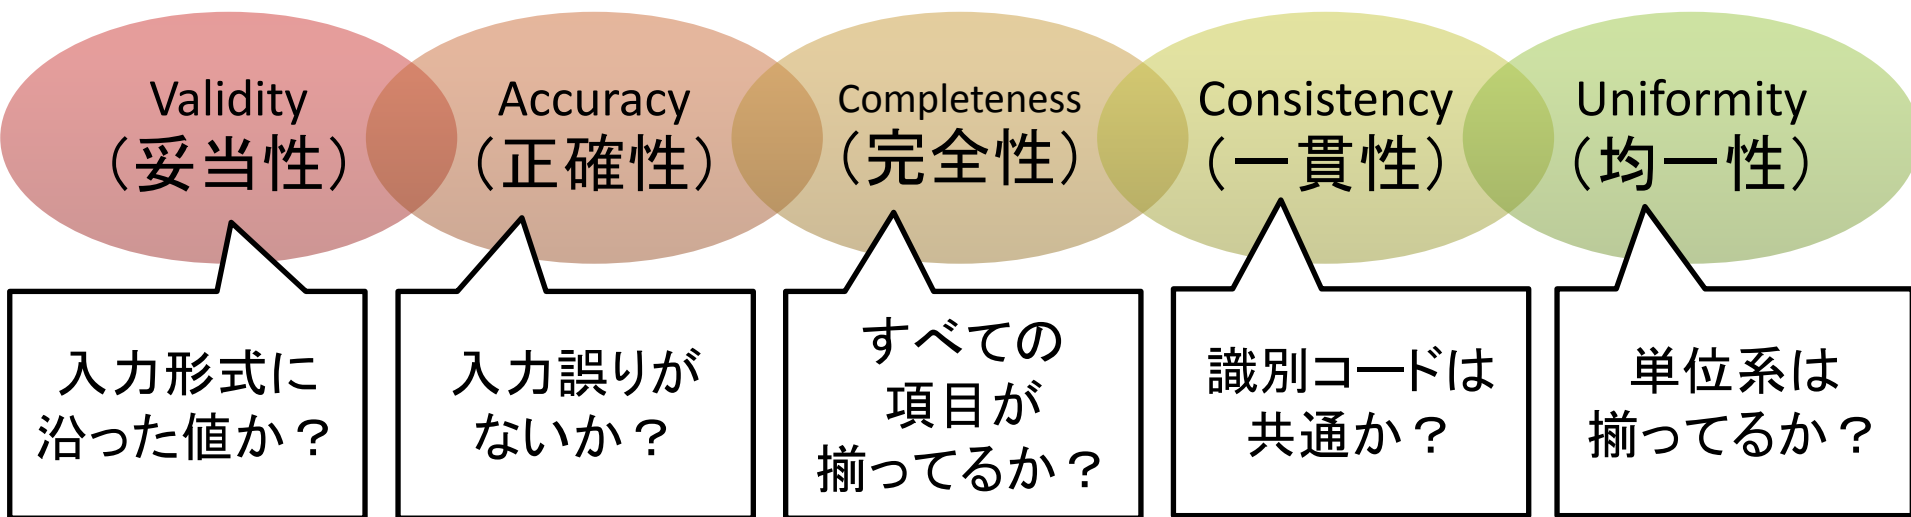 Validity
（妥当性）
Accuracy
（正確性）
Completeness
（完全性）
Consistency
（一貫性）
Uniformity
（均一性）
入力形式に
沿った値か？
入力誤りが
ないか？
すべての
項目が
揃ってるか？
識別コードは
共通か？
単位系は
揃ってるか？